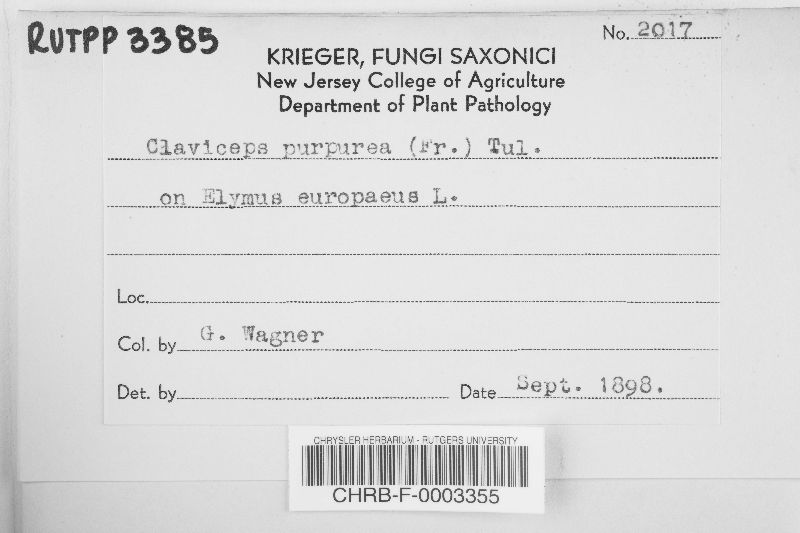 RUTPP 3385
No. 2017
KRIEGER, FUNGI SAXONICI
New Jersey College of Agriculture
Department of Plant Pathology
Claviceps purpurea (Fr.) Tul.
on Elymus europaeus L.
Loc.
Col. by G. Wagner
Det. by Date Sept. 1898.
CHRYSLER HERBARIUM - RUTGERS UNIVERSITY
CHRB-F-0003355